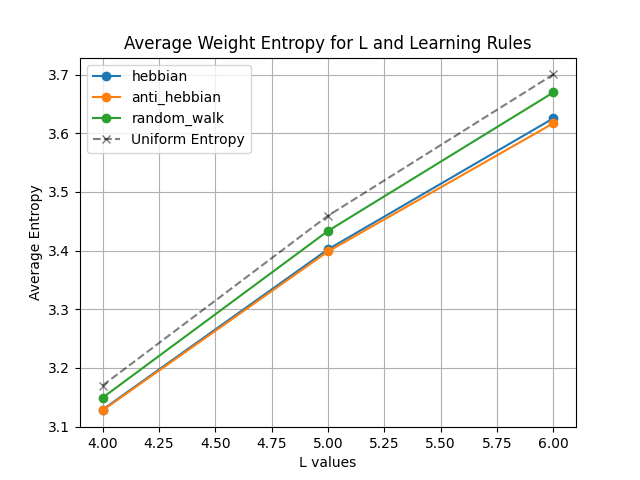 Average Weight Entropy for L and Learning Rules
hebbian
anti_hebbian
random_walk
Uniform Entropy
Average Entropy
3.7
3.6
3.5
3.4
3.3
3.2
3.1
4.00 4.25 4.50 4.75 5.00 5.25 5.50 5.75 6.00
L values